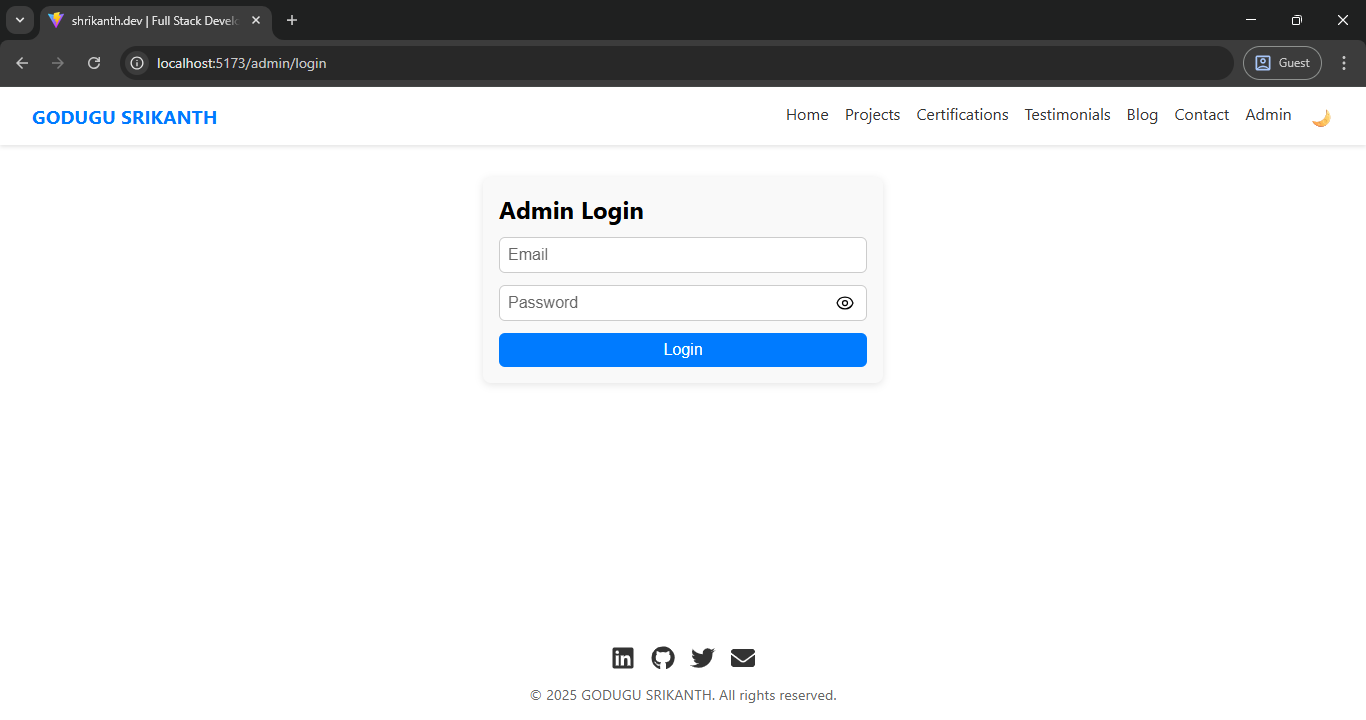 shrikanth.dev | Full Stack Develo
localhost:5173/admin/login
Guest
GODUGU SRIKANTH
Home Projects Certifications Testimonials Blog Contact Admin
Admin Login
Email
Password
Login
© 2025 GODUGU SRIKANTH. All rights reserved.